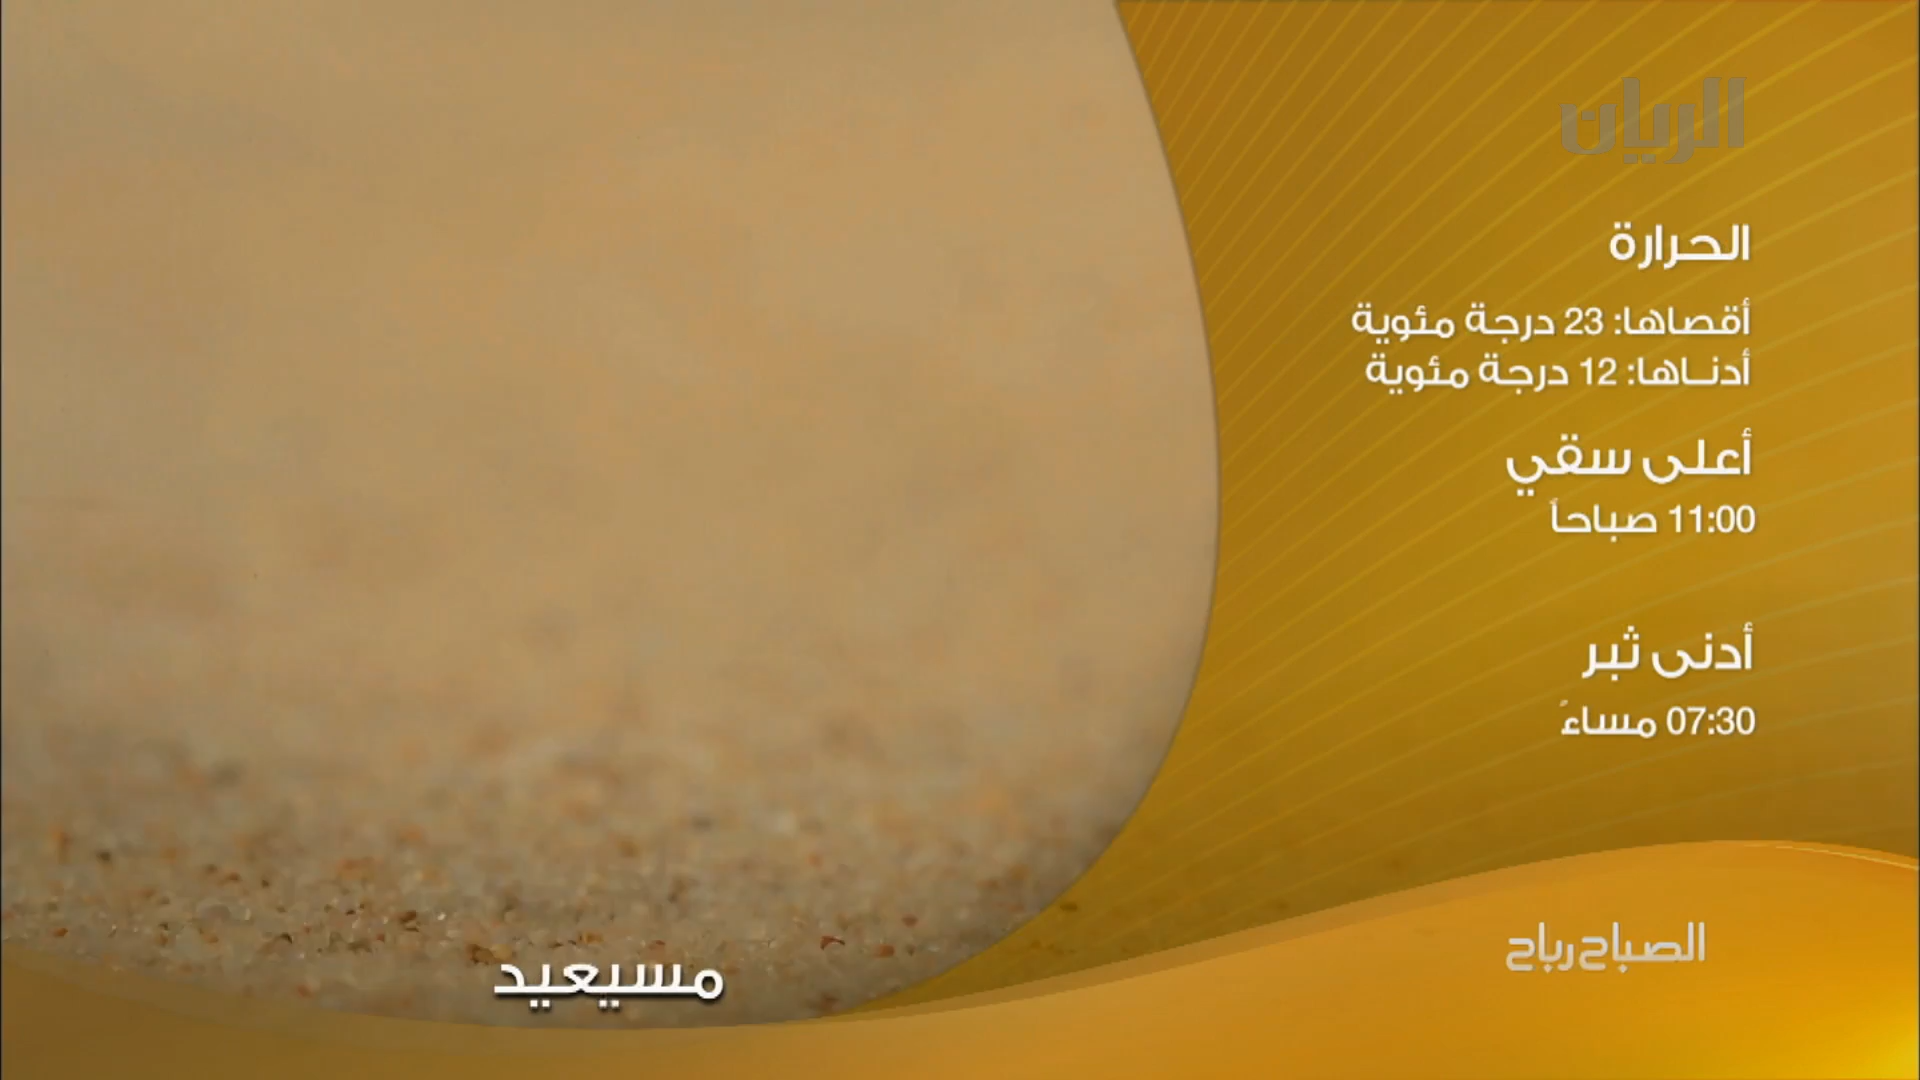 الريان
الحرارة
أقصاها: 23 درجة مئوية
أدناها: 12 درجة مئوية
أعلى سقي
11:00 صباحاً
أدنى ثبر
07:30 مساءً
الصباح رباح
مسيعيد